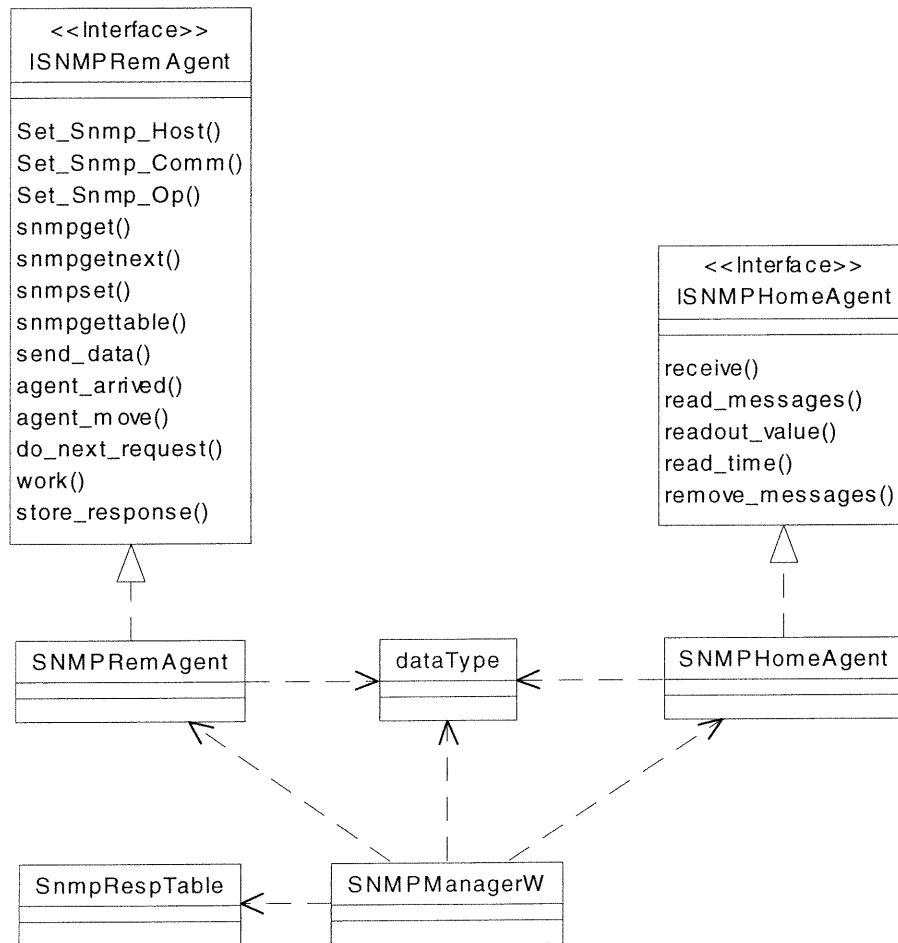 <<Interface>>
ISNMPRemAgent
Set_Snmp_Host()
Set_Snmp_Comm()
Set_Snmp_Op()
snmpget()
snmpgetnext()
snmpset()
snmpgettable()
send_data()
agent_arrived()
agent_move()
do_next_request()
work()
store_response()
<<Interface>>
ISNMPHomeAgent
receive()
read_messages()
readout_value()
read_time()
remove_messages()
SNMPRemAgent
dataType
SNMPHomeAgent
SnmpRespTable
SNMPManagerW